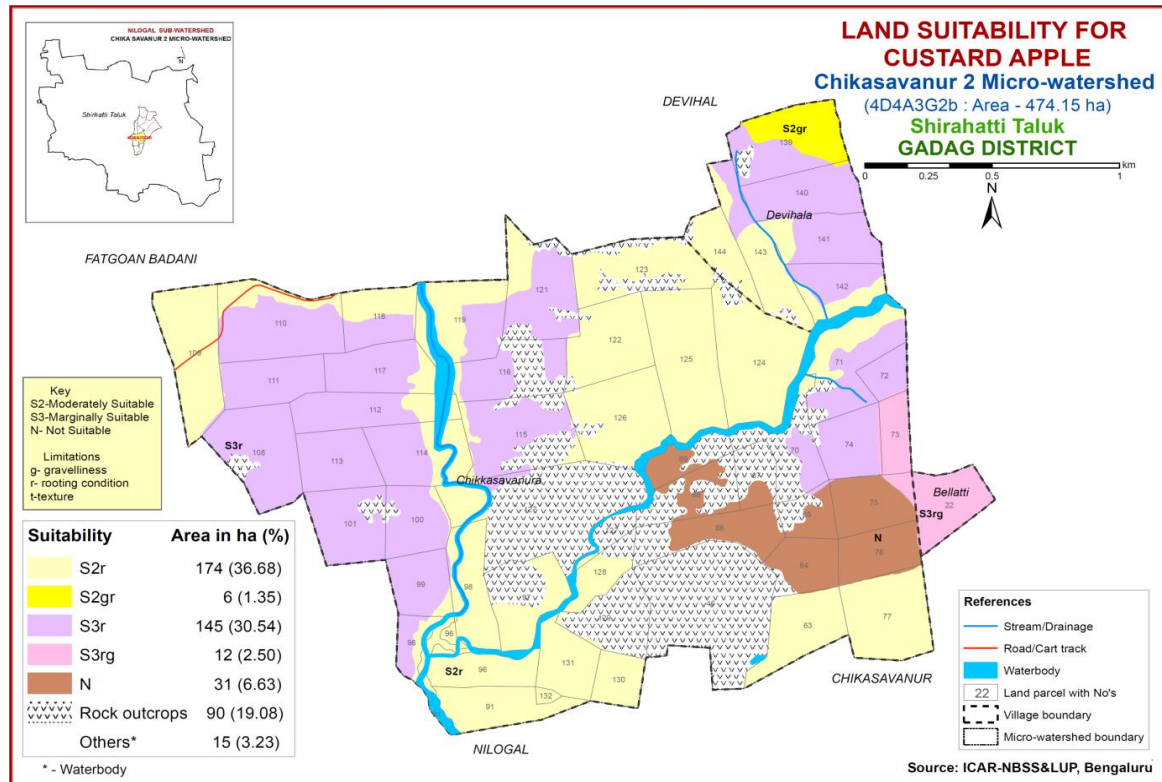 NILOGAL SUB-WATERSHED
CHIKA SAVANUR 2 MICRO-WATERSHED
N
Shirhatti Taluk
LAND SUITABILITY FOR
CUSTARD APPLE
Chikasavanur 2 Micro-watershed
(4D4A3G2b : Area - 474.15 ha)
Shirahatti Taluk
GADAG DISTRICT
km
0 0.25 0.5 1
N
DEVIHAL
S2gr
139
140
Devihala
141
144
143
142
FATGOAN BADANI
123
121
110
118
119
109
122
125
124
71
111
117
116
72
112
126
115
73
S3r
108
113
114
70
74
Chikkasavanura
Bellatti
22
S3rg
101
100
75
66
N
76
64
99
98
128
63
77
96
96
96
S2r
131
130
132
91
CHIKASAVANUR
NILOGAL
Key
S2-Moderately Suitable
S3-Marginally Suitable
N- Not Suitable
Limitations
g- gravelliness
r- rooting condition
t-texture
Suitability Area in ha (%)
S2r 174 (36.68)
S2gr 6 (1.35)
S3r 145 (30.54)
S3rg 12 (2.50)
N 31 (6.63)
Rock outcrops 90 (19.08)
Others* 15 (3.23)
* - Waterbody
References
Stream/Drainage
Road/Cart track
Waterbody
22 Land parcel with No's
Village boundary
Micro-watershed boundary
Source: ICAR-NBSS&LUP, Bengaluru